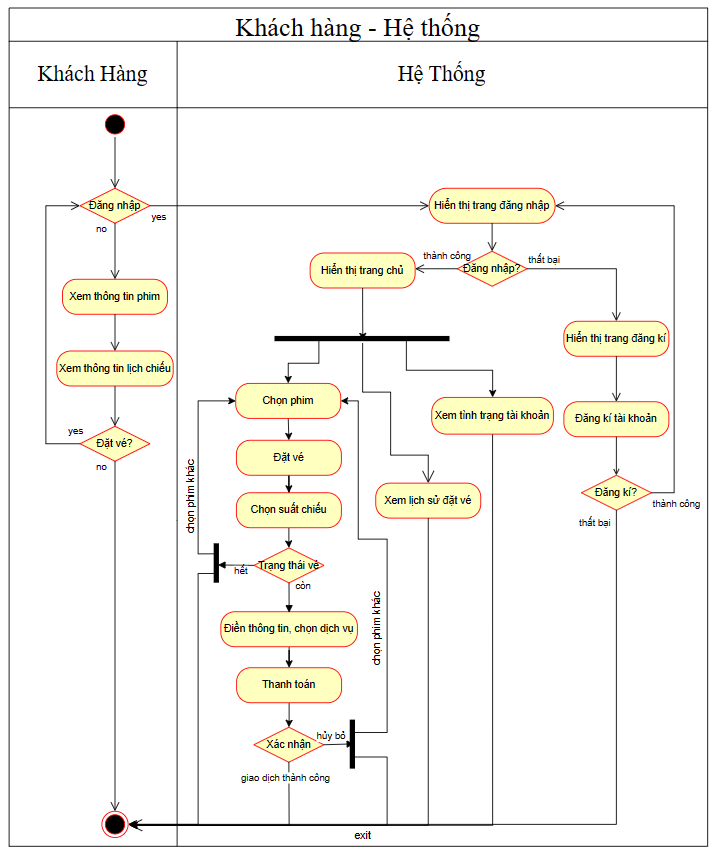 Khách hàng - Hệ thống
Khách Hàng
Hệ Thống
Đăng nhập
yes
no
Hiển thị trang đăng nhập
thành công
Đăng nhập?
thất bại
Hiển thị trang chủ
Xem thông tin phim
Hiển thị trang đăng kí
Xem thông tin lịch chiếu
Chọn phim
Xem tình trạng tài khoản
Đăng kí tài khoản
yes
Đặt vé?
no
Đặt vé
chọn phim khác
Chọn suất chiếu
Xem lịch sử đặt vé
Đăng kí?
thành công
thất bại
Trạng thái vé
hết
còn
Điền thông tin, chọn dịch vụ
chọn phim khác
Thanh toán
Xác nhận
hủy bỏ
giao dịch thành công
exit